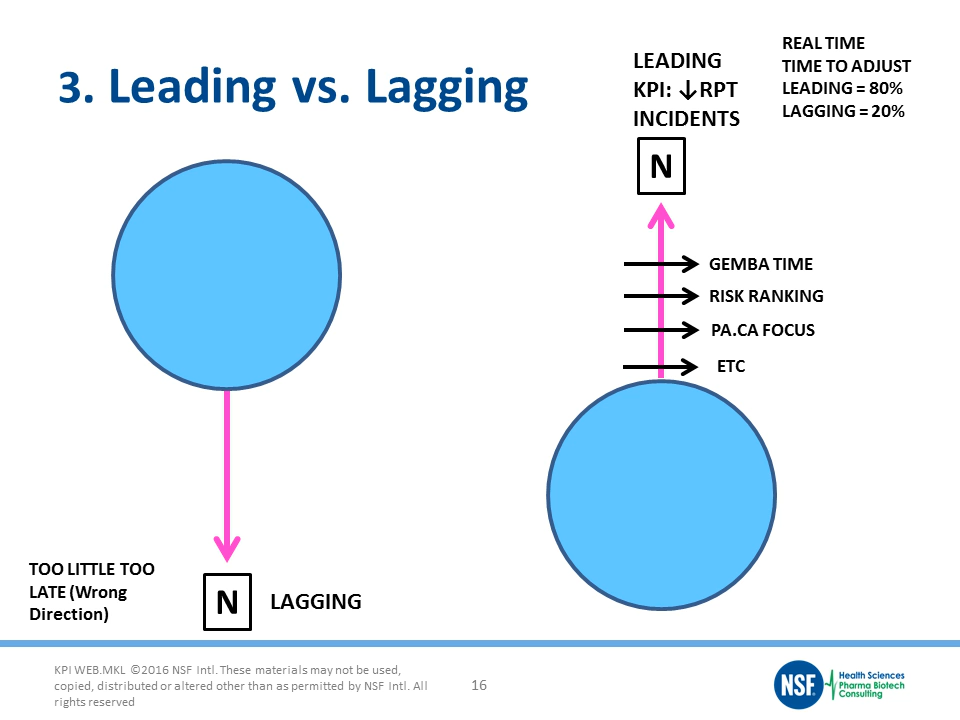 3. Leading vs. Lagging
LEADING
KPI: ↓RPT
INCIDENTS
REAL TIME
TIME TO ADJUST
LEADING = 80%
LAGGING = 20%
N
GEMBA TIME
RISK RANKING
PA.CA FOCUS
ETC
TOO LITTLE TOO
LATE (Wrong
Direction)
N
LAGGING
KPI WEB.MKL ©2016 NSF Intl. These materials may not be used,
copied, distributed or altered other than as permitted by NSF Intl. All
rights reserved
16
NSF
Health Sciences
Pharma Biotech
Consulting